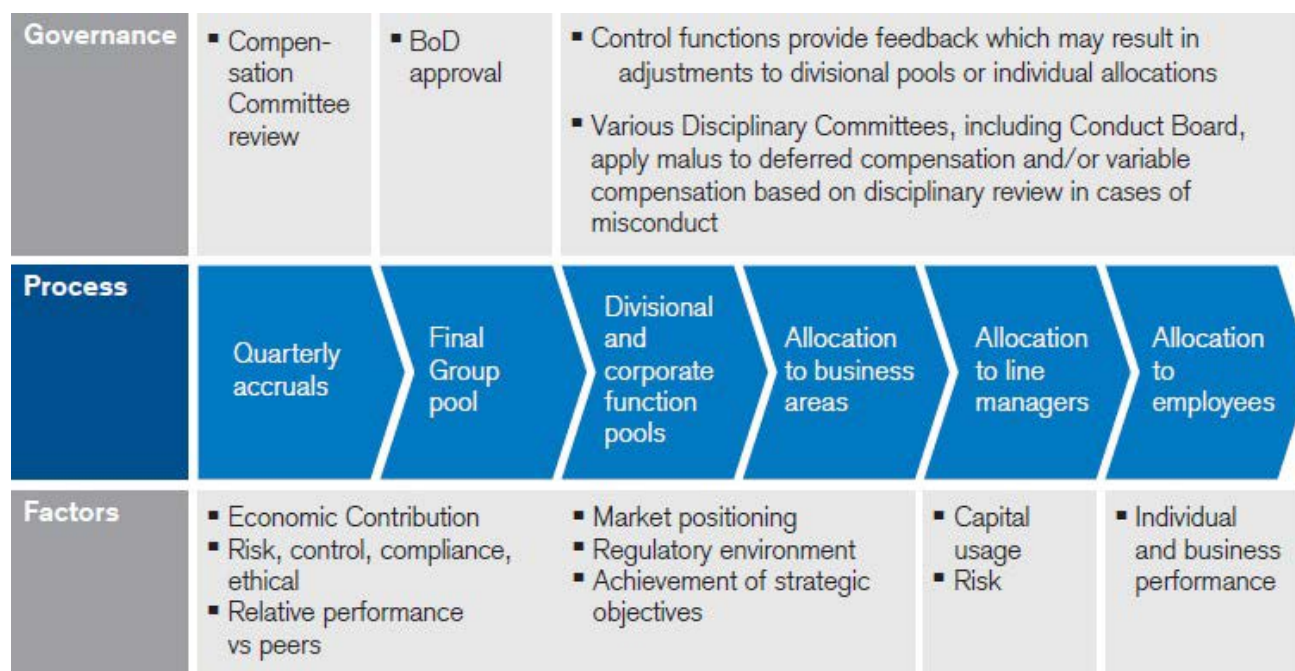 Governance
▪ Compen-
sation
Committee
review
▪ BoD
approval
▪ Control functions provide feedback which may result in
adjustments to divisional pools or individual allocations
▪ Various Disciplinary Committees, including Conduct Board,
apply malus to deferred compensation and/or variable
compensation based on disciplinary review in cases of
misconduct
Process
Quarterly
accruals
Final
Group
pool
Divisional
and
corporate
function
pools
Allocation
to business
areas
Allocation
to line
managers
Allocation
to
employees
Factors
▪ Economic Contribution
▪ Risk, control, compliance,
ethical
▪ Relative performance
vs peers
▪ Market positioning
▪ Regulatory environment
▪ Achievement of strategic
objectives
▪ Capital
usage
▪ Risk
▪ Individual
and business
performance